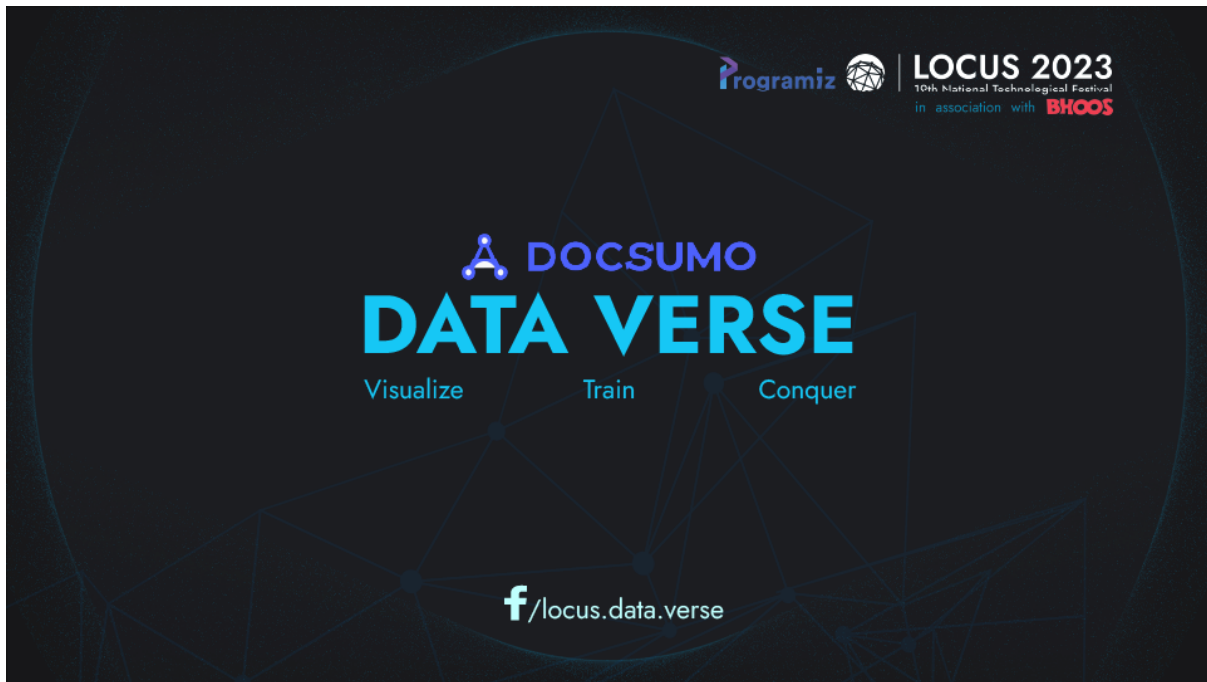 Programiz
LOCUS 2023
19th National Technological Festival
in association with BHOOS
DOCSUMO
DATA VERSE
Visualize Train Conquer
f/locus.data.verse